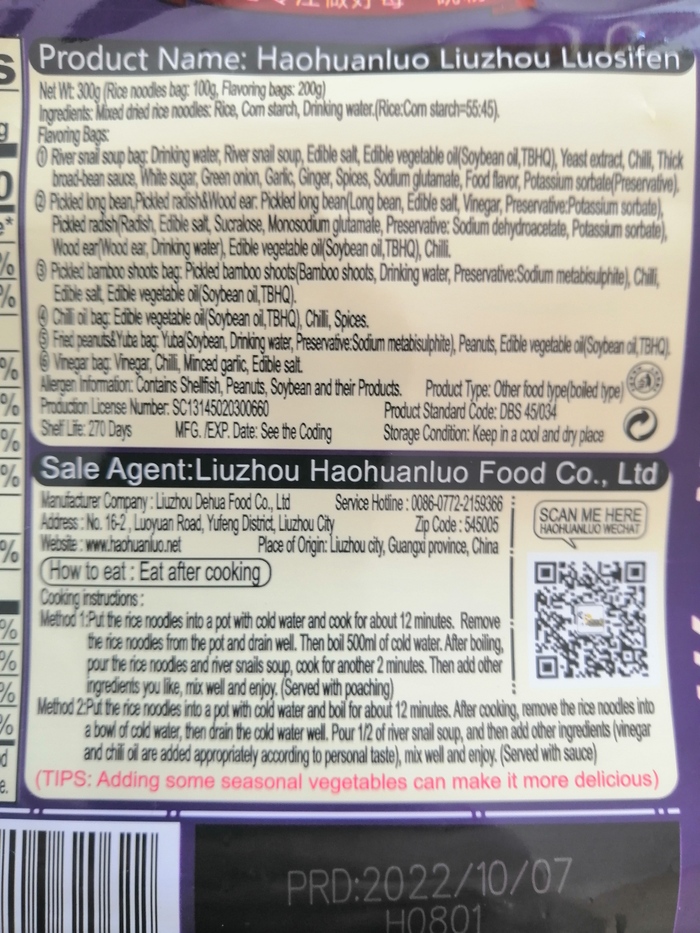 Product Name: Haohuanluo Liuzhou Luosifen
Net Wt: 300g (Rice noodles bag: 100g, Flavoring bags: 200g)
Ingredients: Mixed dried rice noodles: Rice, Corn starch, Drinking water.(Rice:Corn starch=55:45).
Flavoring Bags:
① River snail soup bag: Drinking water, River snail soup, Edible salt, Edible vegetable oil(Soybean oil,TBHQ), Yeast extract, Chilli, Thick
broad-bean sauce, White sugar, Green onion, Garlic, Ginger, Spices, Sodium glutamate, Food flavor, Potassium sorbate(Preservative).
② Pickled long bean,Pickled radish&Wood ear: Pickled long bean(Long bean, Edible salt, Vinegar, Preservative:Potassium sorbate),
Pickled radish(Radish, Edible salt, Sucralose, Monosodium glutamate, Preservative: Sodium dehydroacetate, Potassium sorbate),
Wood ear(Wood ear, Drinking water), Edible vegetable oil(Soybean oil,TBHQ), Chilli.
③ Pickled bamboo shoots bag: Pickled bamboo shoots(Bamboo shoots, Drinking water, Preservative:Sodium metabisulphite), Chilli,
Edible salt, Edible vegetable oil(Soybean oil,TBHQ).
④ Chilli oil bag: Edible vegetable oil(Soybean oil,TBHQ), Chilli, Spices.
⑤ Fried peanuts&Yuba bag: Yuba(Soybean, Drinking water, Preservative:Sodium metabisulphite), Peanuts, Edible vegetable oil(Soybean oil,TBHQ).
⑥ Vinegar bag: Vinegar, Chilli, Minced garlic, Edible salt.
Allergen Information: Contains Shellfish, Peanuts, Soybean and their Products. Product Type: Other food type(boiled type)
Production License Number: SC13145020300660 Product Standard Code: DBS 45/034
Shelf Life: 270 Days MFG. /EXP. Date: See the Coding Storage Condition: Keep in a cool and dry place
Sale Agent:Liuzhou Haohuanluo Food Co., Ltd
Manufacturer Company : Liuzhou Dehua Food Co., Ltd Service Hotline : 0086-0772-2159366
Address : No. 16-2 , Luoyuan Road, Yufeng District, Liuzhou City Zip Code : 545005
Website : www.haohuanluo.net Place of Origin: Liuzhou city, Guangxi province, China
SCAN ME HERE
HAOHUANLUO WECHAT
How to eat : Eat after cooking
Cooking instructions :
Method 1:Put the rice noodles into a pot with cold water and cook for about 12 minutes. Remove
the rice noodles from the pot and drain well. Then boil 500ml of cold water. After boiling,
pour the rice noodles and river snails soup, cook for another 2 minutes. Then add other
ingredients you like, mix well and enjoy. (Served with poaching)
Method 2:Put the rice noodles into a pot with cold water and boil for about 12 minutes. After cooking, remove the rice noodles into
a bowl of cold water, then drain the cold water well. Pour 1/2 of river snail soup, and then add other ingredients (vinegar
and chili oil are added appropriately according to personal taste), mix well and enjoy. (Served with sauce)
(TIPS: Adding some seasonal vegetables can make it more delicious)
PRD:2022/10/07
H0801